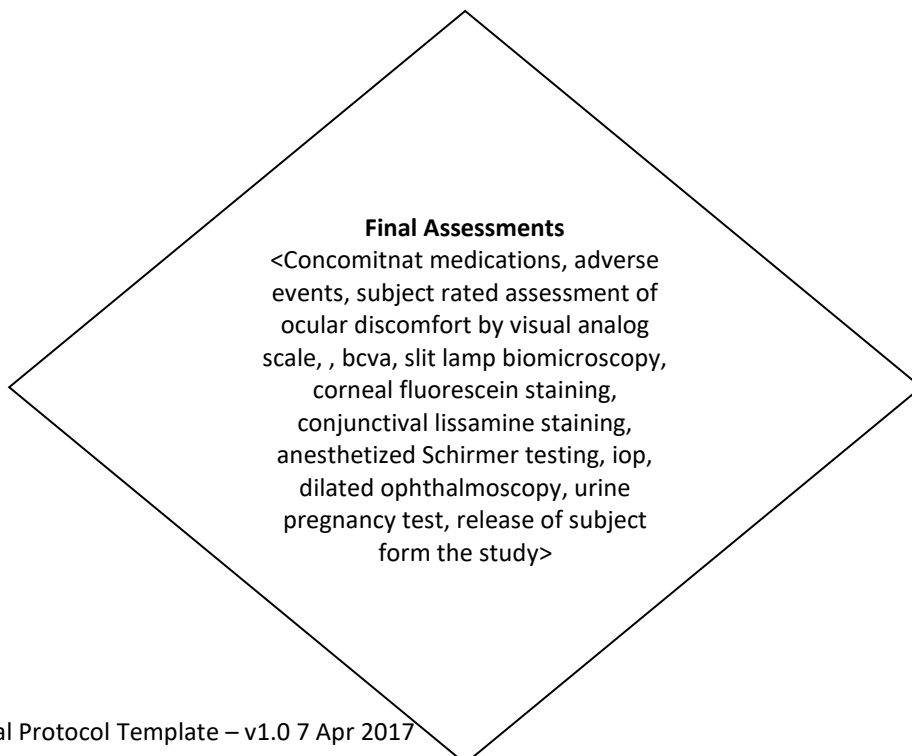 Final Assessments
<Concomitnat medications, adverse
events, subject rated assessment of
ocular discomfort by visual analog
scale, , bcva, slit lamp biomicroscopy,
corneal fluorescein staining,
conjunctival lissamine staining,
anesthetized Schirmer testing, iop,
dilated ophthalmoscopy, urine
pregnancy test, release of subject
form the study>
Protocol Template – v1.0 7 Apr 2017